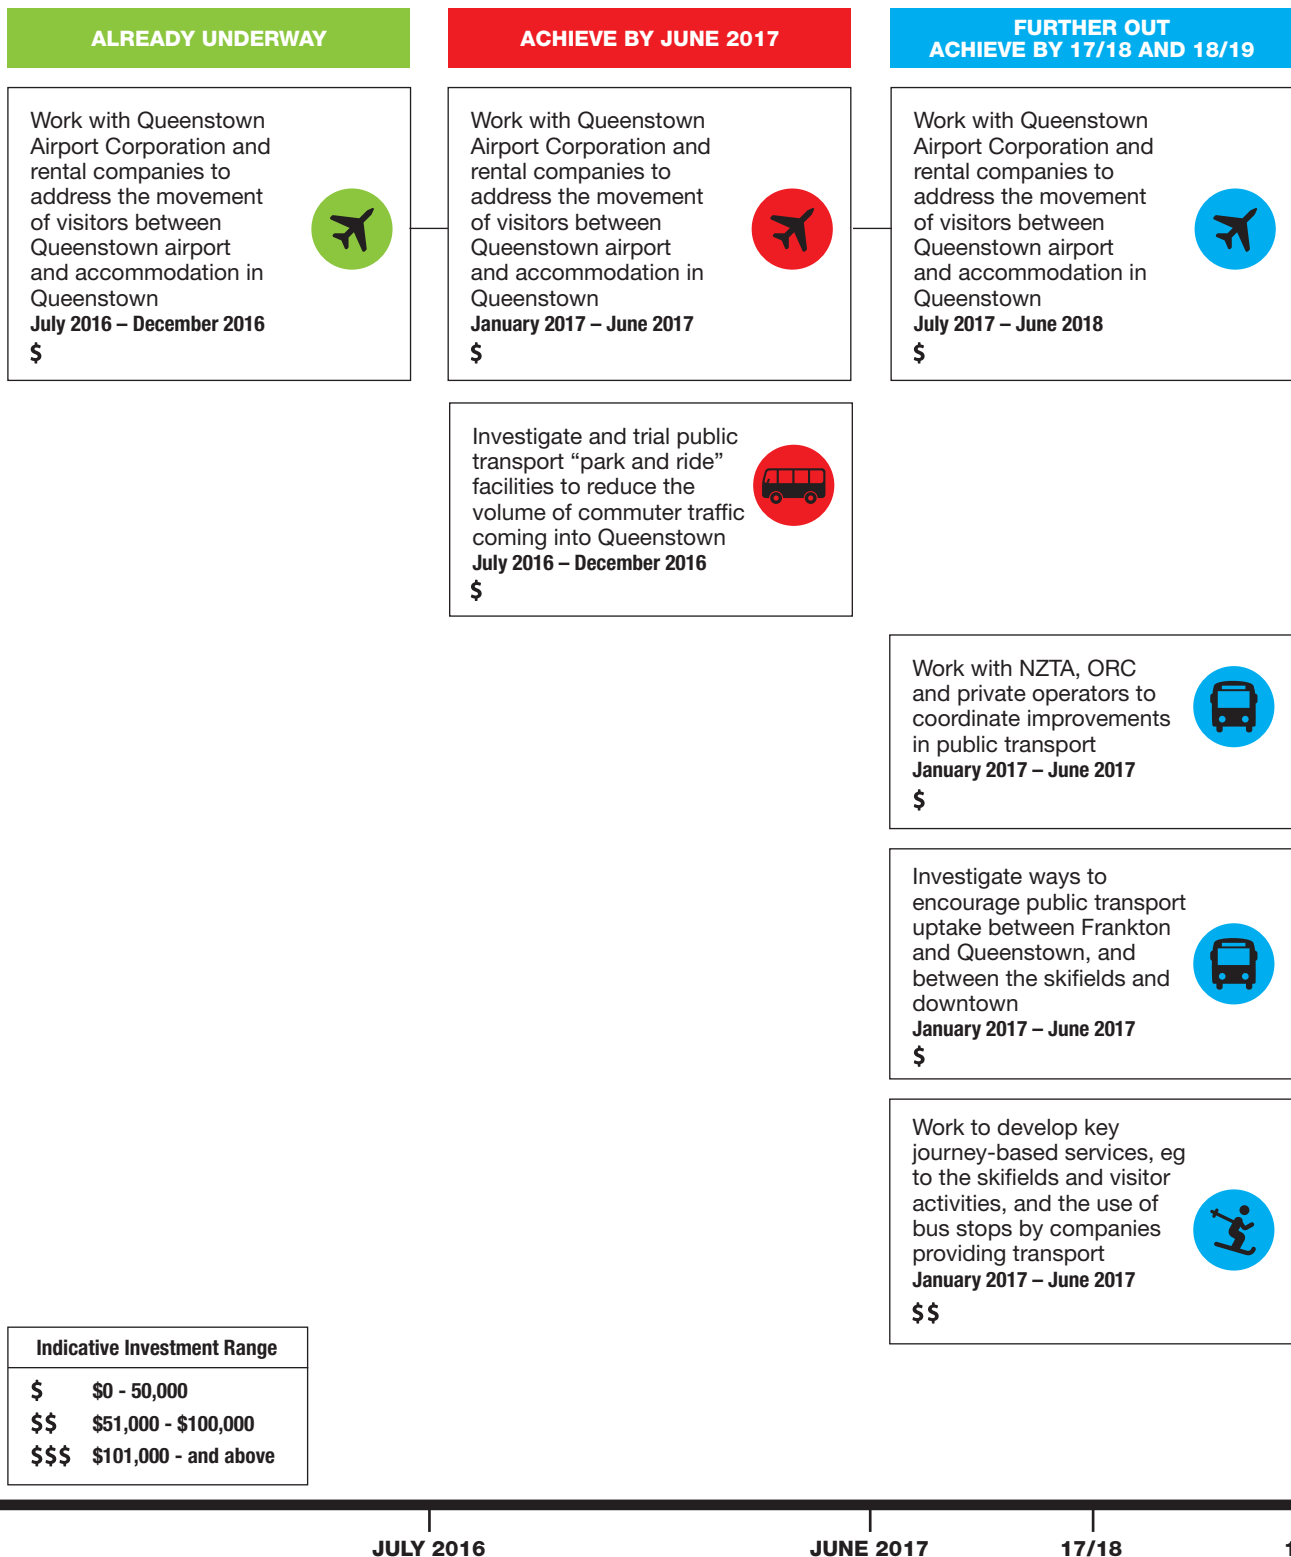 ALREADY UNDERWAY
ACHIEVE BY JUNE 2017
FURTHER OUT
ACHIEVE BY 17/18 AND 18/19
Work with Queenstown
Airport Corporation and
rental companies to
address the movement
of visitors between
Queenstown airport
and accommodation in
Queenstown
July 2016 – December 2016
$
Work with Queenstown
Airport Corporation and
rental companies to
address the movement
of visitors between
Queenstown airport
and accommodation in
Queenstown
January 2017 – June 2017
$
Work with Queenstown
Airport Corporation and
rental companies to
address the movement
of visitors between
Queenstown airport
and accommodation in
Queenstown
July 2017 – June 2018
$
Investigate and trial public
transport “park and ride”
facilities to reduce the
volume of commuter traffic
coming into Queenstown
July 2016 – December 2016
$
Work with NZTA, ORC
and private operators to
coordinate improvements
in public transport
January 2017 – June 2017
$
Investigate ways to
encourage public transport
uptake between Frankton
and Queenstown, and
between the skifields and
downtown
January 2017 – June 2017
$
Work to develop key
journey-based services, eg
to the skifields and visitor
activities, and the use of
bus stops by companies
providing transport
January 2017 – June 2017
$$
Indicative Investment Range
$ $0 - 50,000
$$ $51,000 - $100,000
$$$ $101,000 - and above
JULY 2016
JUNE 2017
17/18